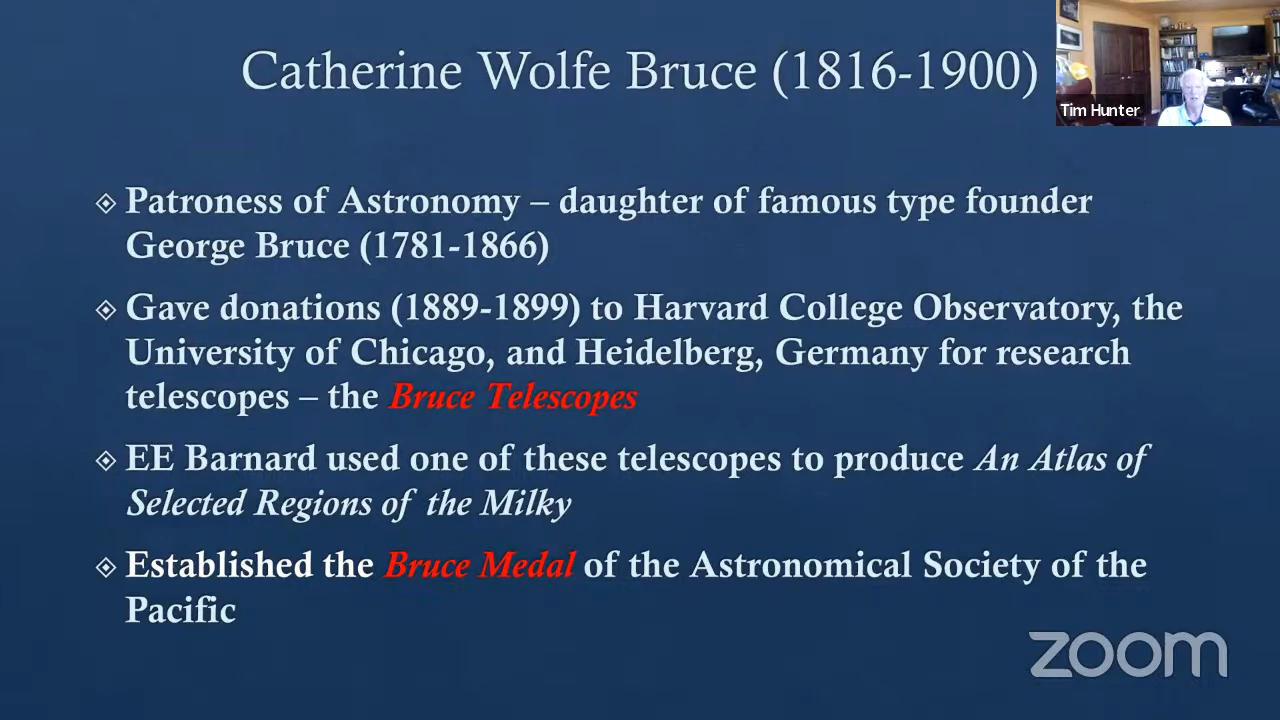 Catherine Wolfe Bruce (1816-1900)
Tim Hunter
Patroness of Astronomy – daughter of famous type founder
George Bruce (1781-1866)
Gave donations (1889-1899) to Harvard College Observatory, the
University of Chicago, and Heidelberg, Germany for research
telescopes – the Bruce Telescopes
EE Barnard used one of these telescopes to produce An Atlas of
Selected Regions of the Milky
Established the Bruce Medal of the Astronomical Society of the
Pacific
zoom